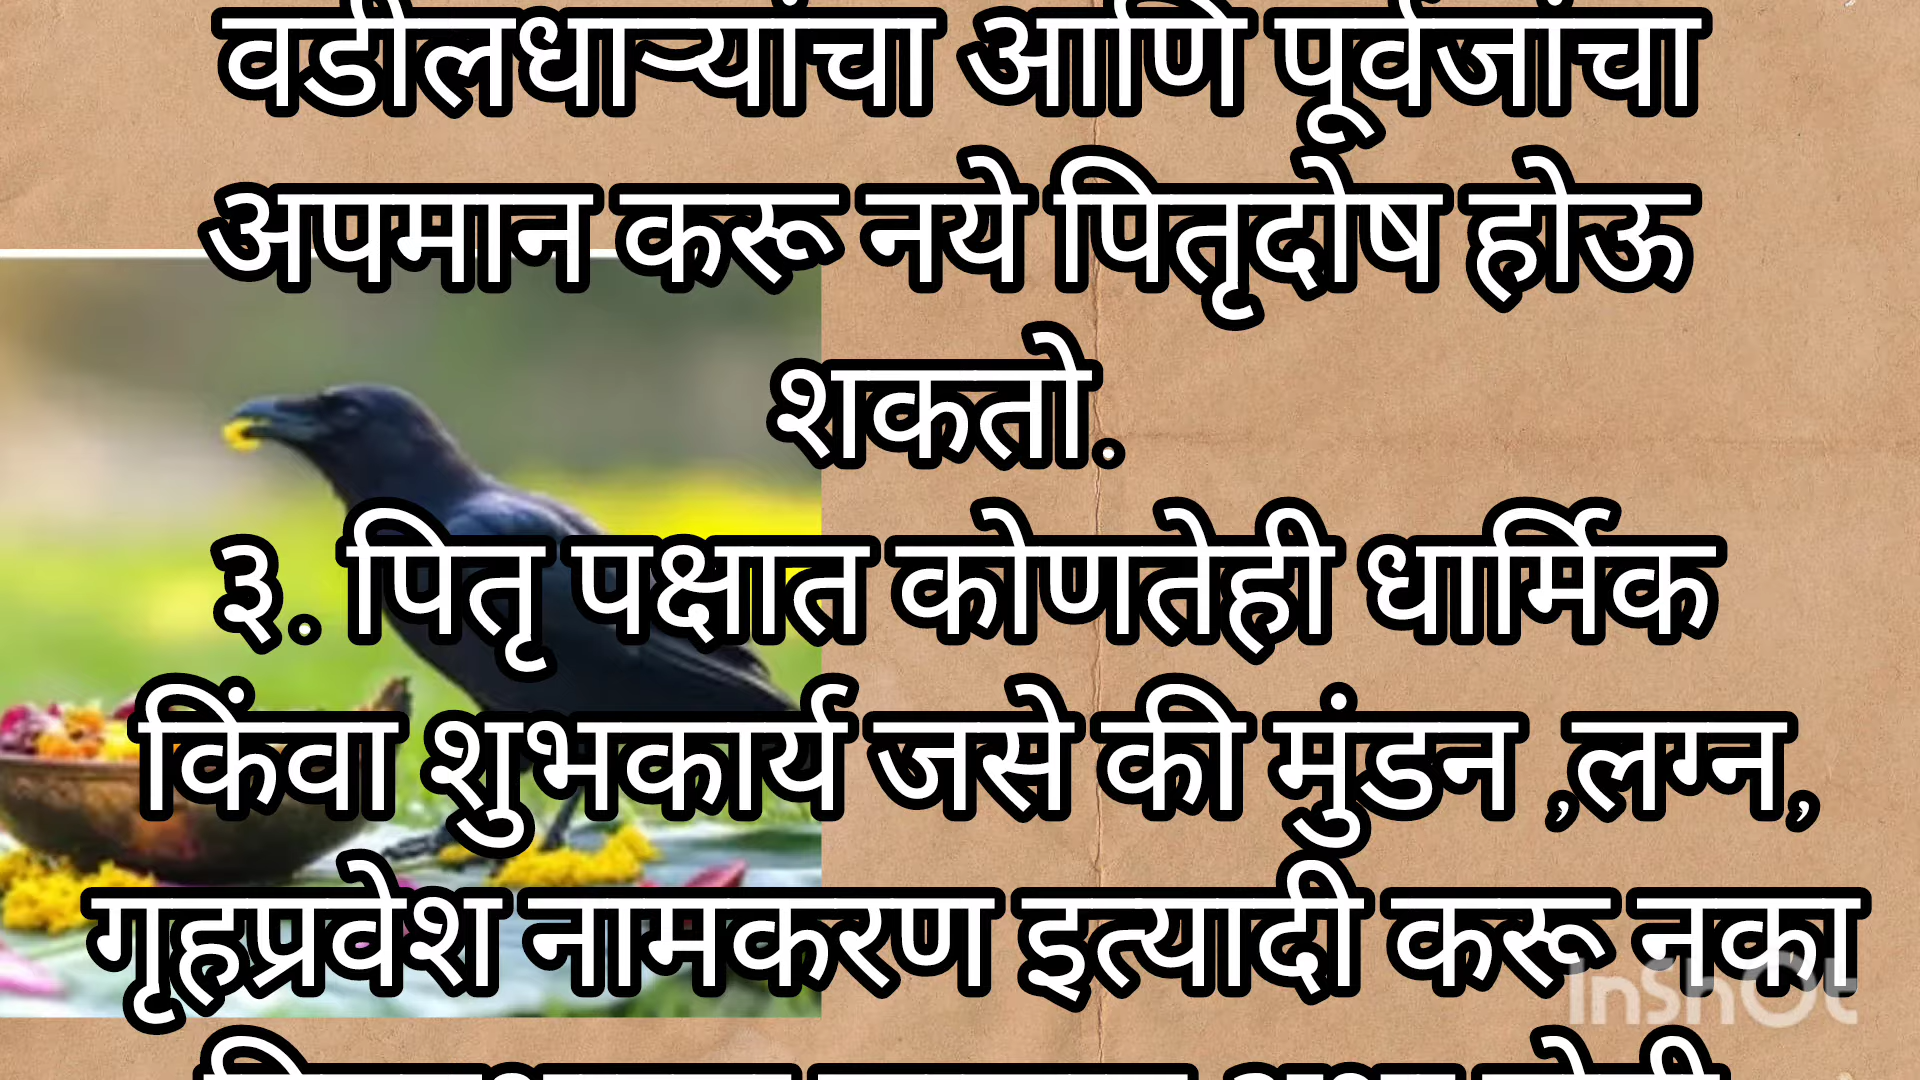 वडीलधाऱ्यांचा आणि पूर्वजांचा
अपमान करू नये पितृदोष होऊ
शकतो.
३. पितृ पक्षात कोणतेही धार्मिक
किंवा शुभकार्य जसे की मुंडन ,लग्न,
गृहप्रवेश नामकरण इत्यादी करू नका
InShOt